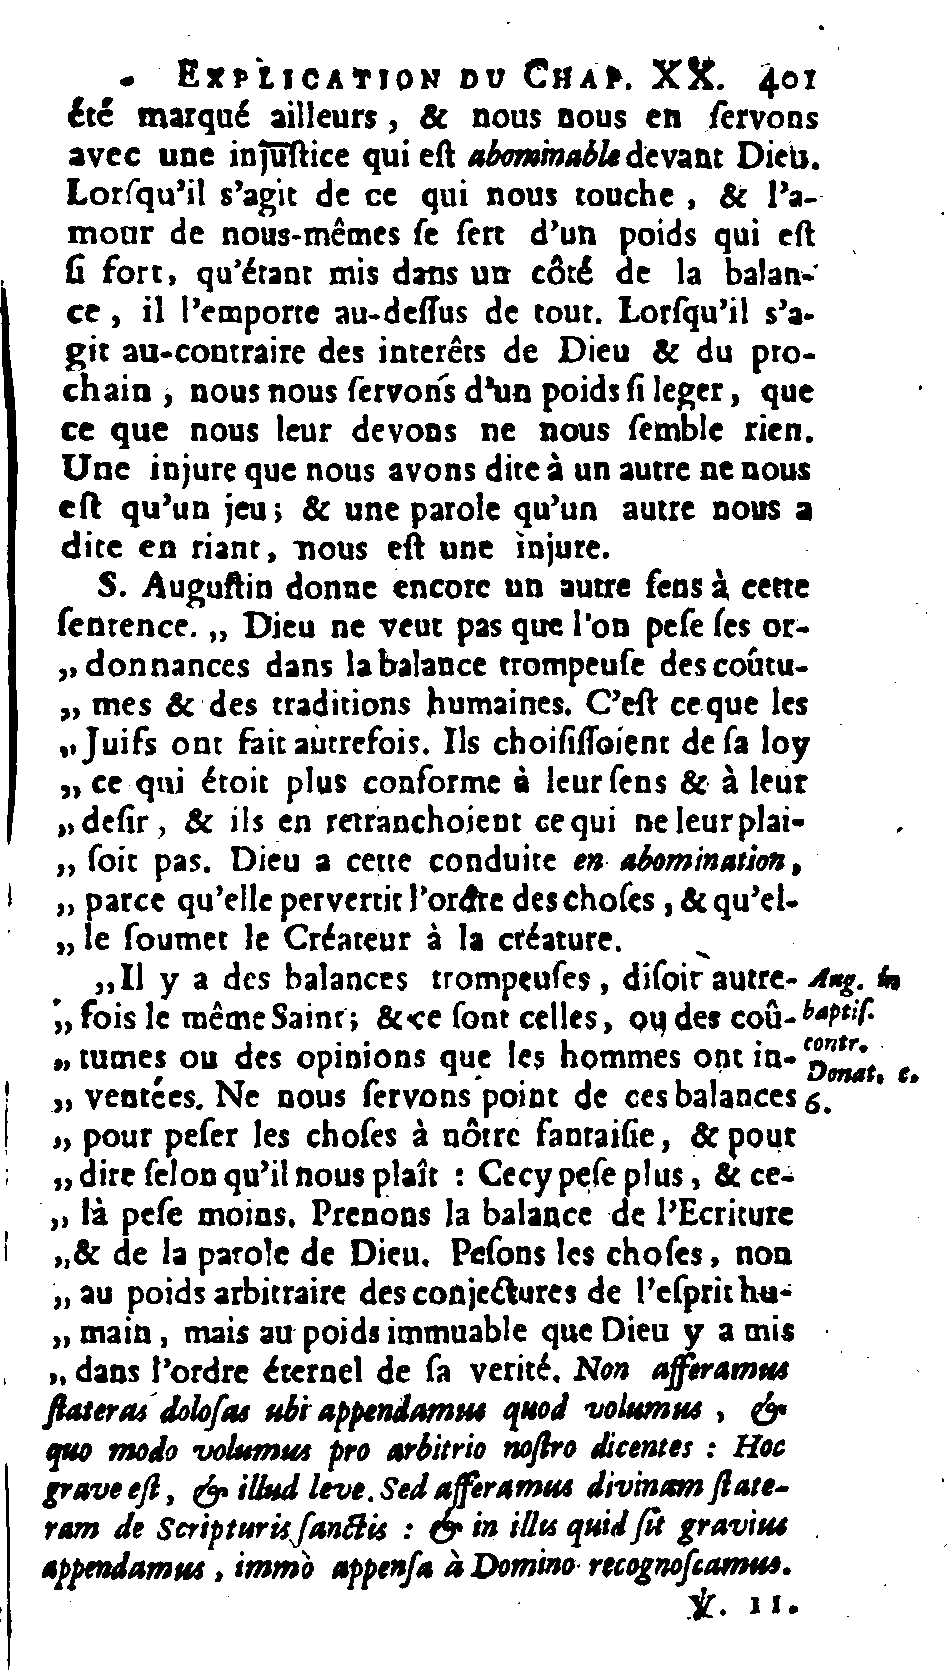 EXPLICATION DU CHAP. XX. 401
été marqué ailleurs, & nous nous en ſervons
avec une injuſtice qui eſt abominable devant Dieu.
Lorſqu'il s'agit de ce qui nous touche, & l'a-
mour de nous-mêmes ſe ſert d'un poids qui eſt
ſi fort, qu'étant mis dans un côté de la balan-
ce, il l'emporte au-deſſus de tout. Lorſqu'il s'a-
git au-contraire des interêts de Dieu & du pro-
chain, nous nous ſervons d'un poids ſi leger, que
ce que nous leur devons ne nous ſemble rien.
Une injure que nous avons dite à un autre ne nous
eſt qu'un jeu; & une parole qu'un autre nous a
dite en riant, nous eſt une injure.
S. Auguſtin donne encore un autre ſens à cette
ſentence. „ Dieu ne veut pas que l'on peſe ſes or-
„ donnances dans la balance trompeuſe des coûtu-
„ mes & des traditions humaines. C'eſt ce que les
„ Juifs ont fait autrefois. Ils choiſiſſoient de ſa loy
„ ce qui étoit plus conforme à leur ſens & à leur
„ deſir, & ils en retranchoient ce qui ne leur plai-
„ ſoit pas. Dieu a cette conduite en abomination,
„ parce qu'elle pervertit l'ordre des choſes, & qu'el-
„ le ſoumet le Créateur à la créature.
„ Il y a des balances trompeuſes, diſoit autre-
„ fois le même Saint; & ce ſont celles, ou des coû-
„ tumes ou des opinions que les hommes ont in-
„ ventées. Ne nous ſervons point de ces balances
„ pour peſer les choſes à nôtre fantaiſie, & pour
„ dire ſelon qu'il nous plaît : Cecy peſe plus, & ce-
„ là peſe moins. Prenons la balance de l'Ecriture
„ & de la parole de Dieu. Peſons les choſes, non
„ au poids arbitraire des conjectures de l'eſprit hu-
„ main, mais au poids immuable que Dieu y a mis
„ dans l'ordre éternel de ſa verité. Non afferamus
ſtateras doloſas ubi appendamus quod volumus, &
quo modo volumus pro arbitrio noſtro dicentes : Hoc
grave eſt, & illud leve. Sed afferamus divinam ſtate-
ram de Scripturis ſanctis : & in illa quid ſit gravius
appendamus, immò appenſa à Domino recognoſcamus.
Aug. in
baptiſ.
contr.
Donat. c.
6.
V. 11.